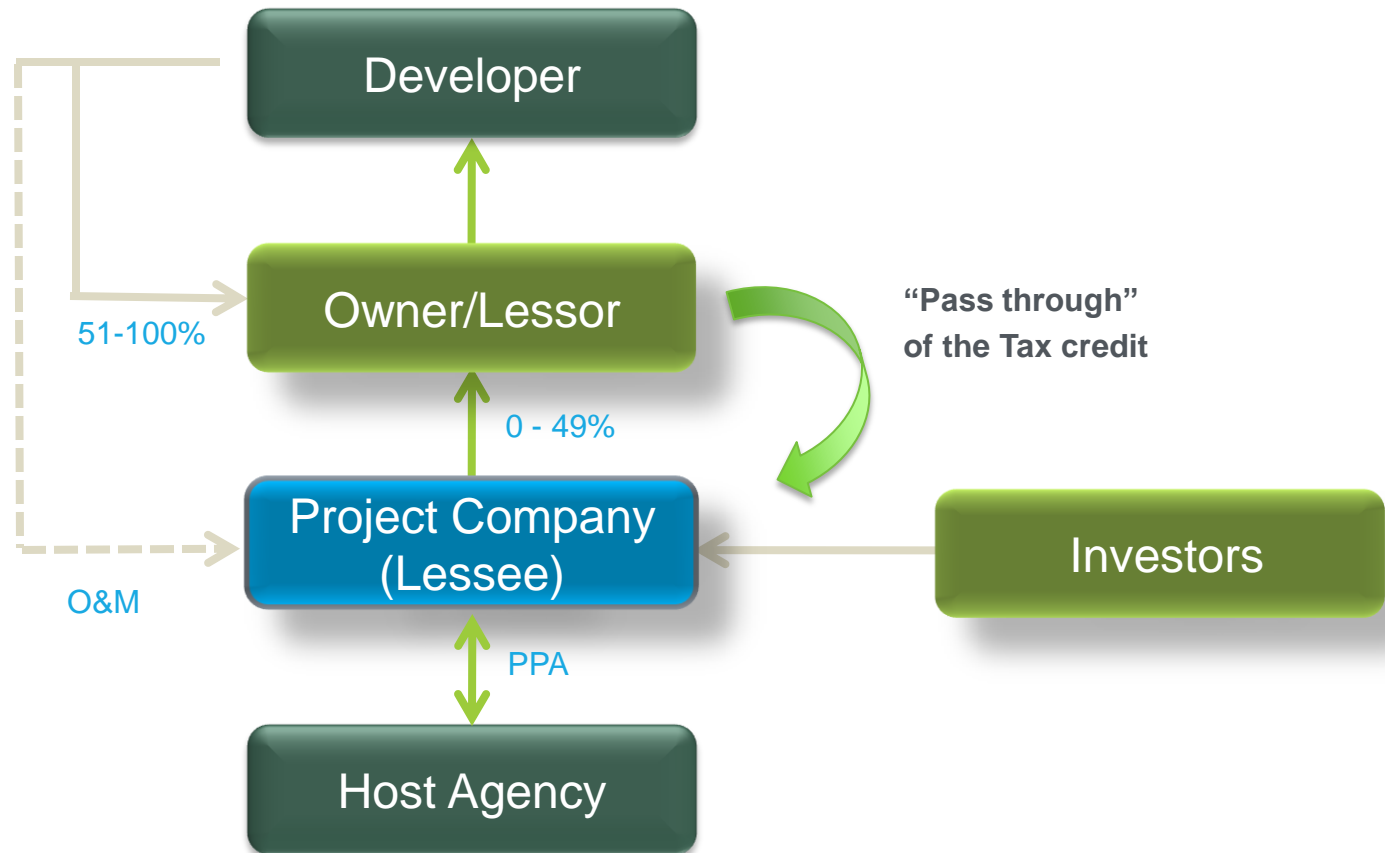 Developer
Owner/Lessor
“Pass through”
of the Tax credit
51-100%
0 - 49%
Project Company
(Lessee)
Investors
O&M
PPA
Host Agency